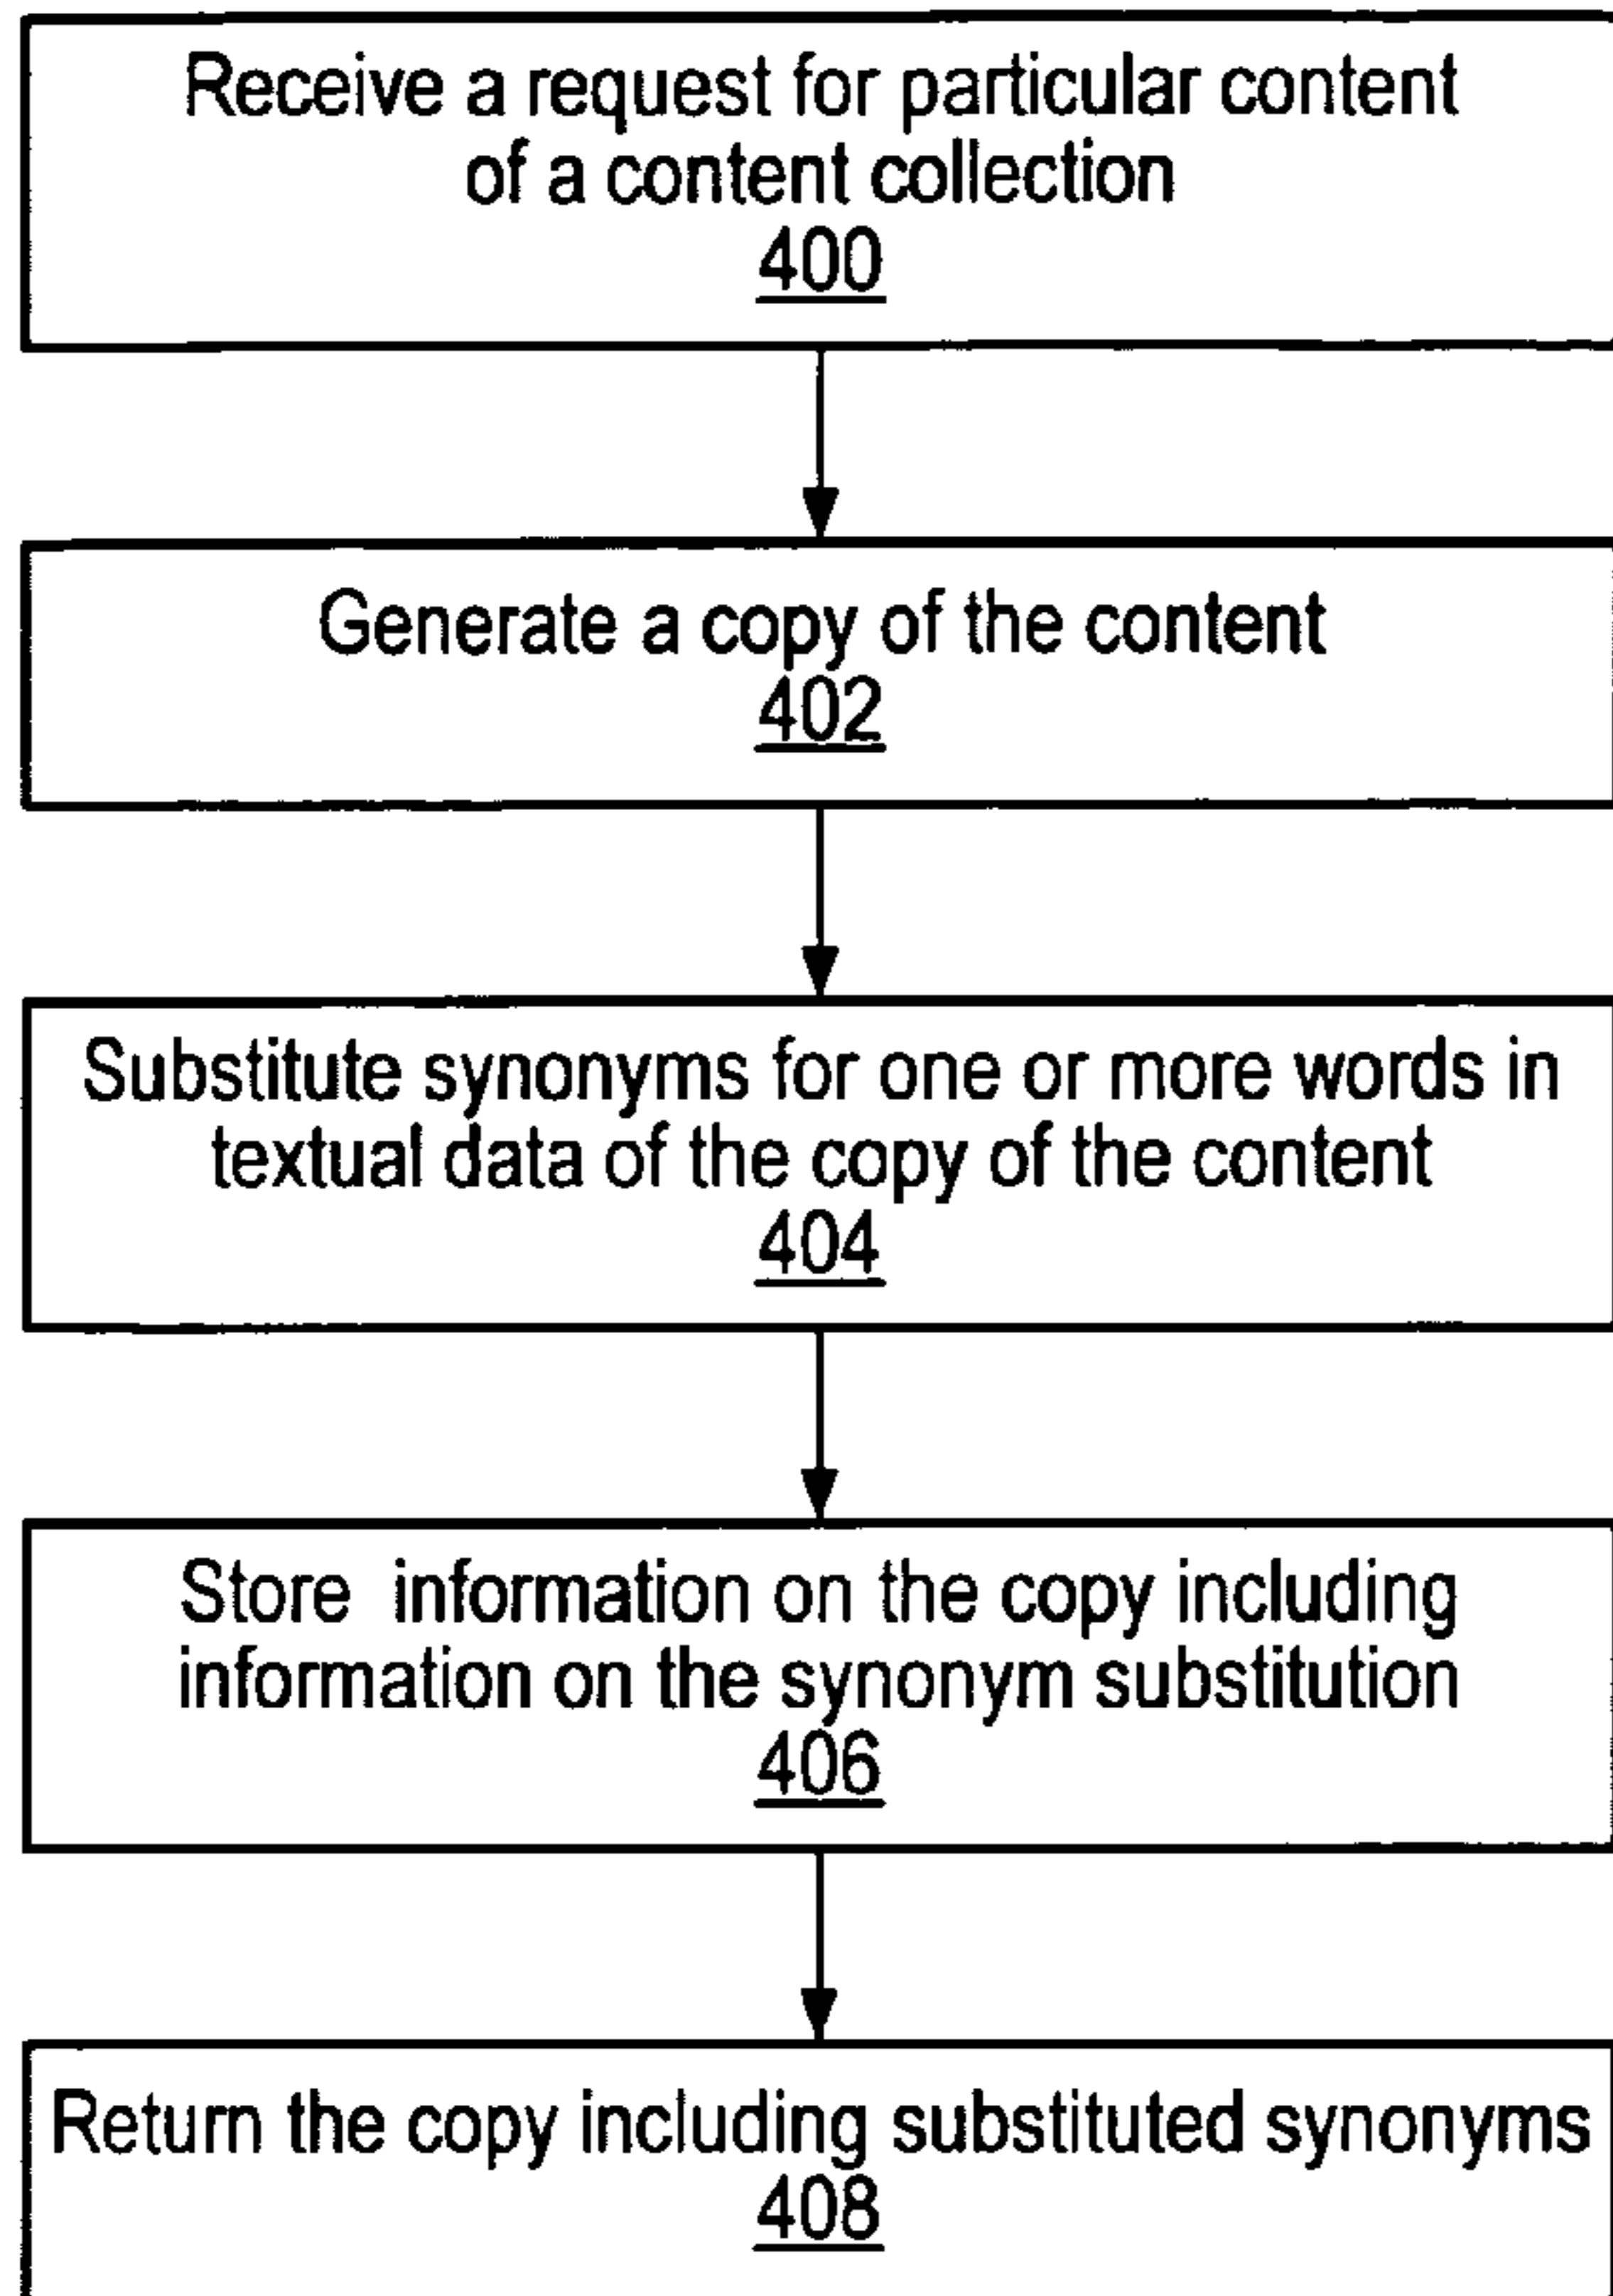 Receive a request for particular content
of a content collection
400
Generate a copy of the content
402
Substitute synonyms for one or more words in
textual data of the copy of the content
404
Store information on the copy including
information on the synonym substitution
406
Return the copy including substituted synonyms
408